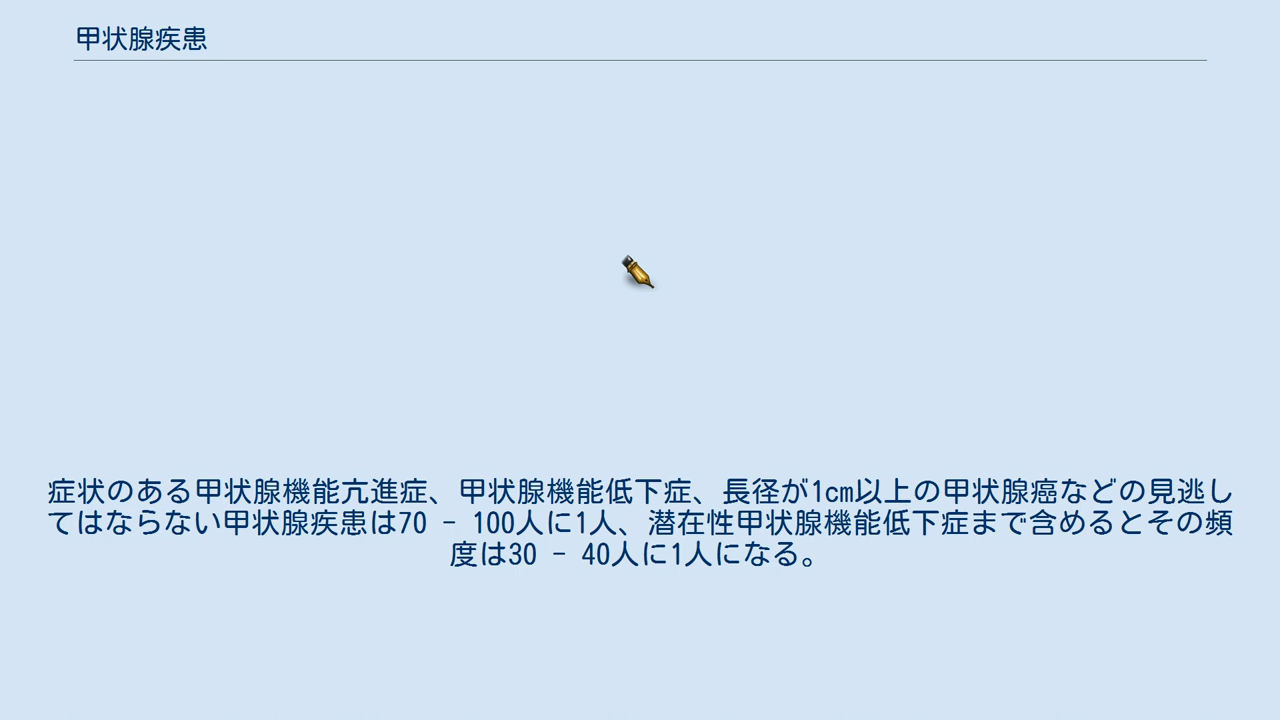 甲状腺疾患
症状のある甲状腺機能亢進症、甲状腺機能低下症、長径が1cm以上の甲状腺癌などの見逃し
てはならない甲状腺疾患は70 - 100人に1人、潜在性甲状腺機能低下症まで含めるとその頻
度は30 - 40人に1人になる。